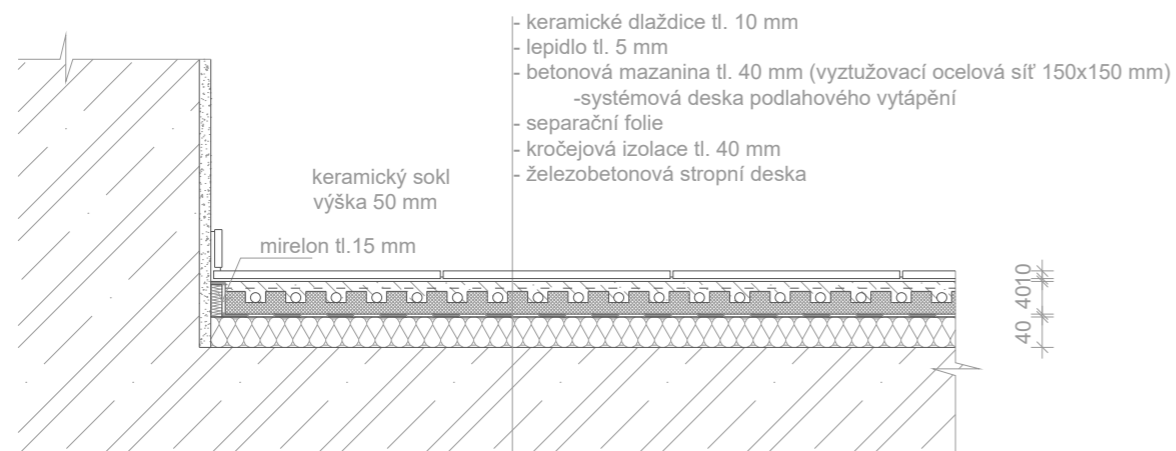 - keramické dlaždice tl. 10 mm
- lepidlo tl. 5 mm
- betonová mazanina tl. 40 mm (vyztužovací ocelová síť 150x150 mm)
-systémová deska podlahového vytápění
- separační folie
- kročejová izolace tl. 40 mm
- železobetonová stropní deska
keramický sokl
výška 50 mm
mirelon tl.15 mm
10
40
40